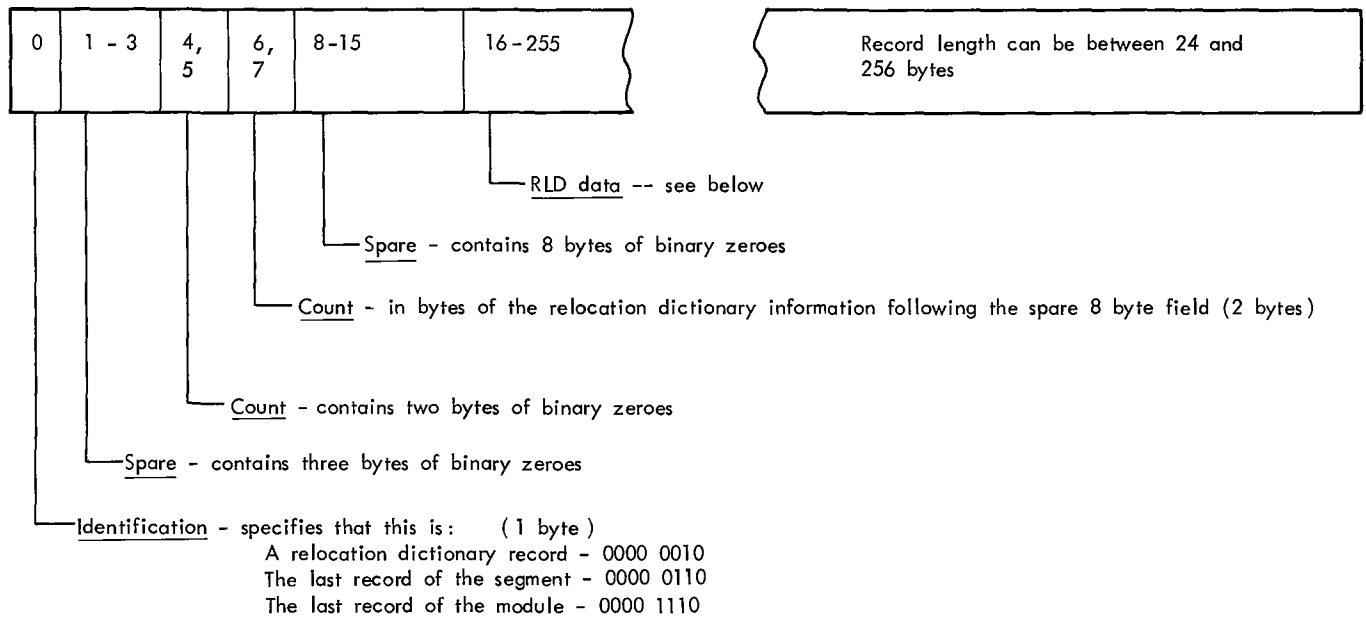 0
1 - 3
4,
5
6,
7
8-15
16-255
Record length can be between 24 and
256 bytes
RLD data -- see below
Spare - contains 8 bytes of binary zeroes
Count - in bytes of the relocation dictionary information following the spare 8 byte field (2 bytes)
Count - contains two bytes of binary zeroes
Spare - contains three bytes of binary zeroes
Identification - specifies that this is: (1 byte)
A relocation dictionary record - 0000 0010
The last record of the segment - 0000 0110
The last record of the module - 0000 1110